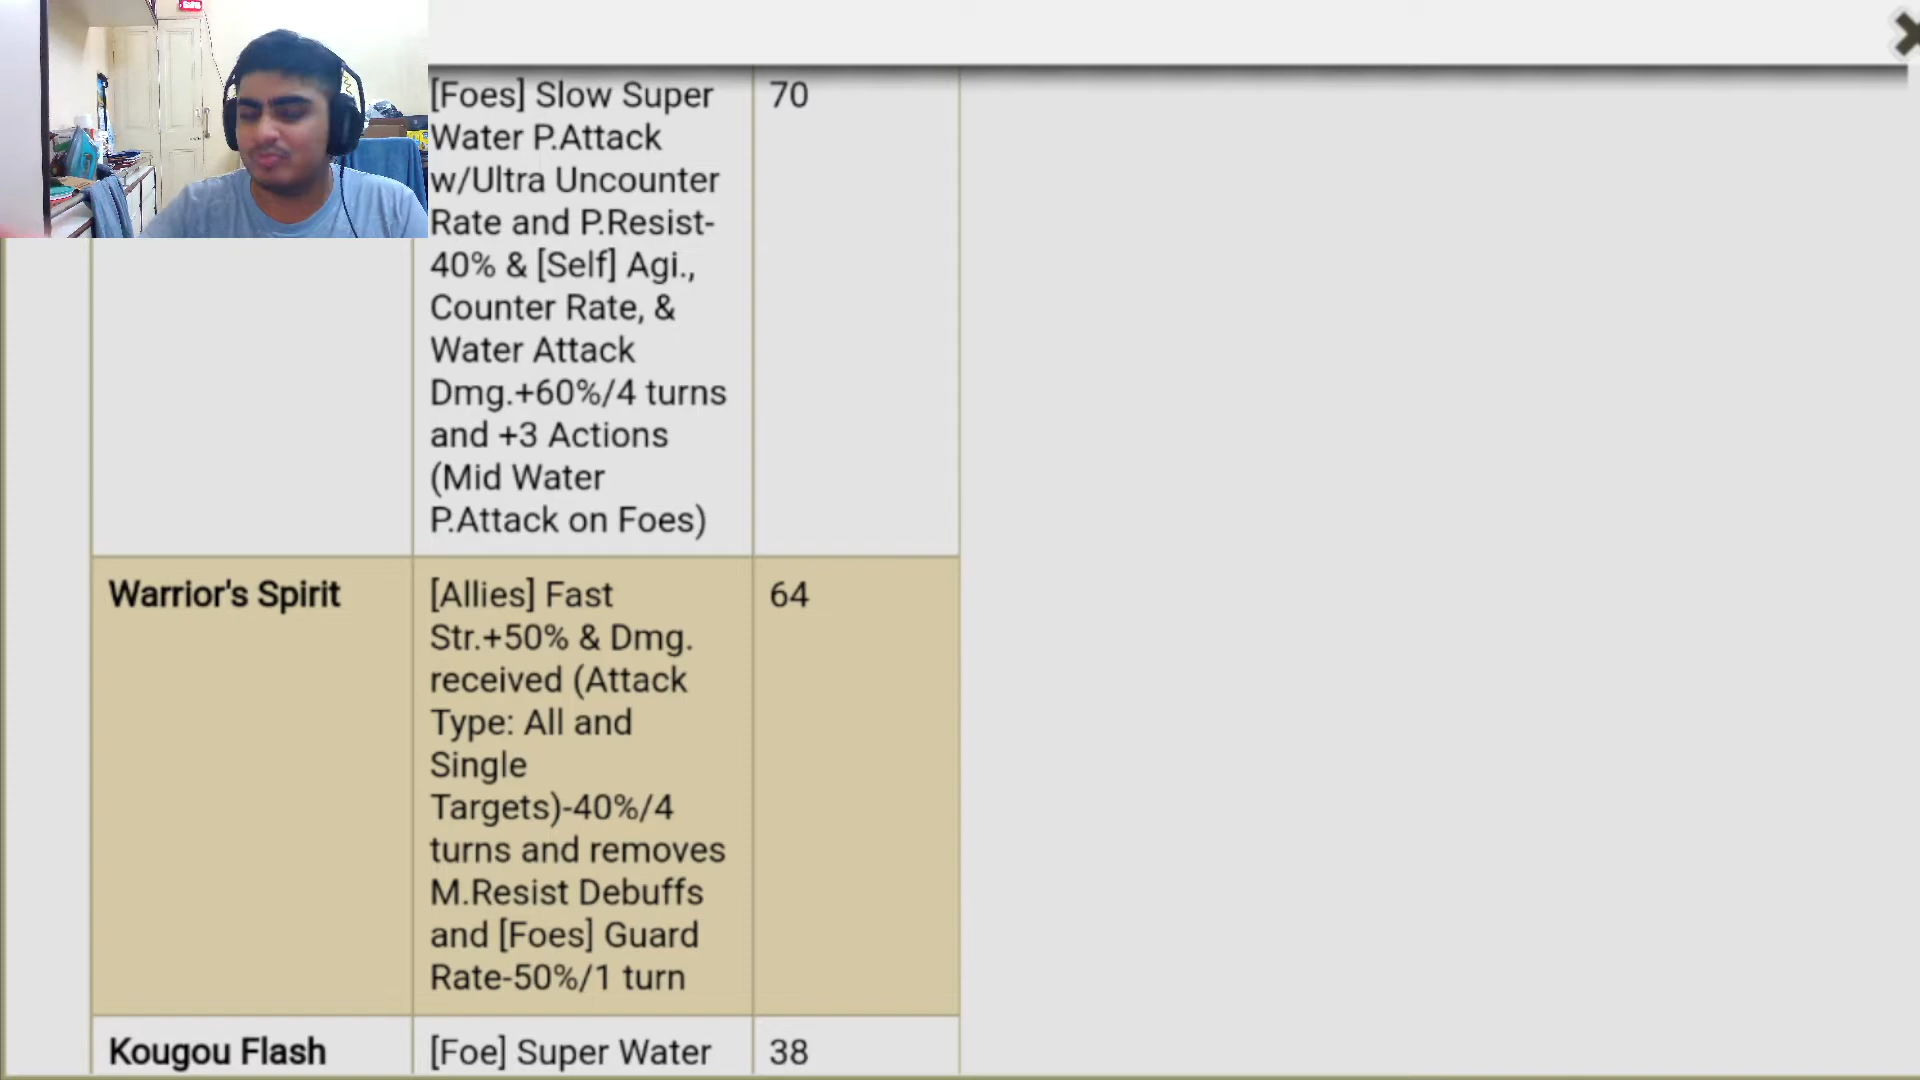 [Foes] Slow Super
70
Water P.Attack
w/Ultra Uncounter
Rate and P.Resist-
40% & [Self] Agi.,
Counter Rate, &
Water Attack
Dmg.+60%/4 turns
and +3 Actions
(Mid Water
P.Attack on Foes)
Warrior's Spirit
[Allies] Fast
64
Str.+50% & Dmg.
received (Attack
Type: All and
Single
Targets)-40%/4
turns and removes
M.Resist Debuffs
and [Foes] Guard
Rate-50%/1 turn
Kougou Flash
[Foe] Super Water
38